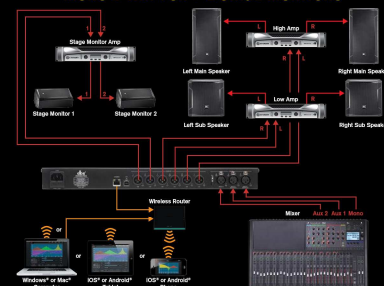 1
2
Stage Monitor Amp
1
2
Stage Monitor 1
Stage Monitor 2
L
High Amp
R
R
L
Left Main Speaker
Right Main Speak
L
Low Amp
R
R
L
Left Sub Speaker
Right Sub Speake
Wireless Router
or
or
or
Mixer
Aux 2
Aux 1
Mono
Windows® or Mac®
iOS® or Android®
iOS® or Android®